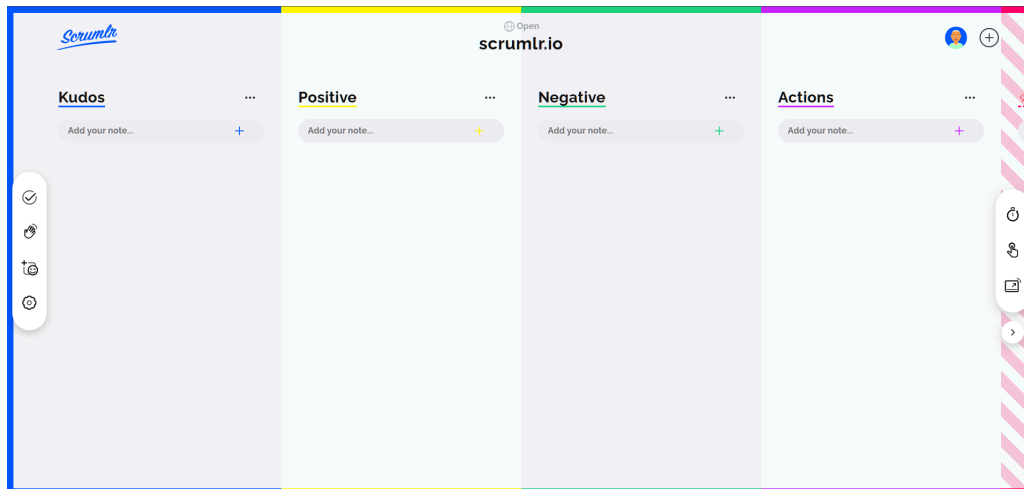 Scrumlr
Open
scrumlr.io
Kudos
Positive
Negative
Actions
Add your note...
Add your note...
Add your note...
Add your note...